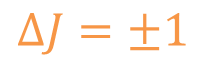 ΔJ = ±1